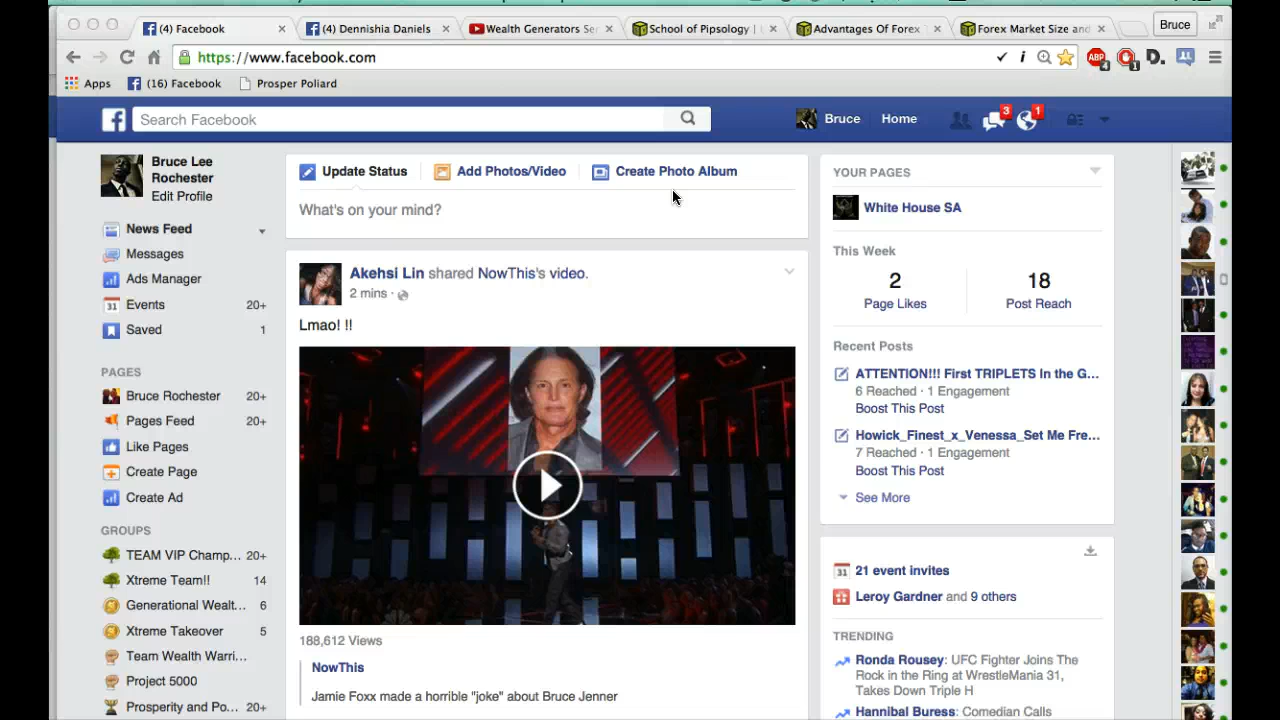 (4) Facebook
(4) Dennishia Daniels
Wealth Generators Se
School of Pipsology |
Advantages Of Forex
Forex Market Size and
Bruce
https://www.facebook.com
ABP
4
1
D.
Apps
(16) Facebook
Prosper Poliard
Search Facebook
Bruce
Home
3
1
Bruce Lee
Rochester
Edit Profile
News Feed
Messages
Ads Manager
31 Events 20+
Saved 1
PAGES
Bruce Rochester 20+
Pages Feed 20+
Like Pages
Create Page
Create Ad
GROUPS
TEAM VIP Champ... 20+
Xtreme Team!! 14
Generational Wealt... 6
Xtreme Takeover 5
Team Wealth Warri...
Project 5000
Prosperity and Po... 20+
Update Status
Add Photos/Video
Create Photo Album
What's on your mind?
Akehsi Lin shared NowThis's video.
2 mins ·
Lmao! !!
188,612 Views
NowThis
Jamie Foxx made a horrible "joke" about Bruce Jenner
YOUR PAGES
White House SA
This Week
2
Page Likes
18
Post Reach
Recent Posts
ATTENTION!!! First TRIPLETS In the G...
6 Reached · 1 Engagement
Boost This Post
Howick_Finest_x_Venessa_Set Me Fre...
7 Reached · 1 Engagement
Boost This Post
See More
31 21 event invites
Leroy Gardner and 9 others
TRENDING
Ronda Rousey: UFC Fighter Joins The
Rock in the Ring at WrestleMania 31,
Takes Down Triple H
Hannibal Buress: Comedian Calls